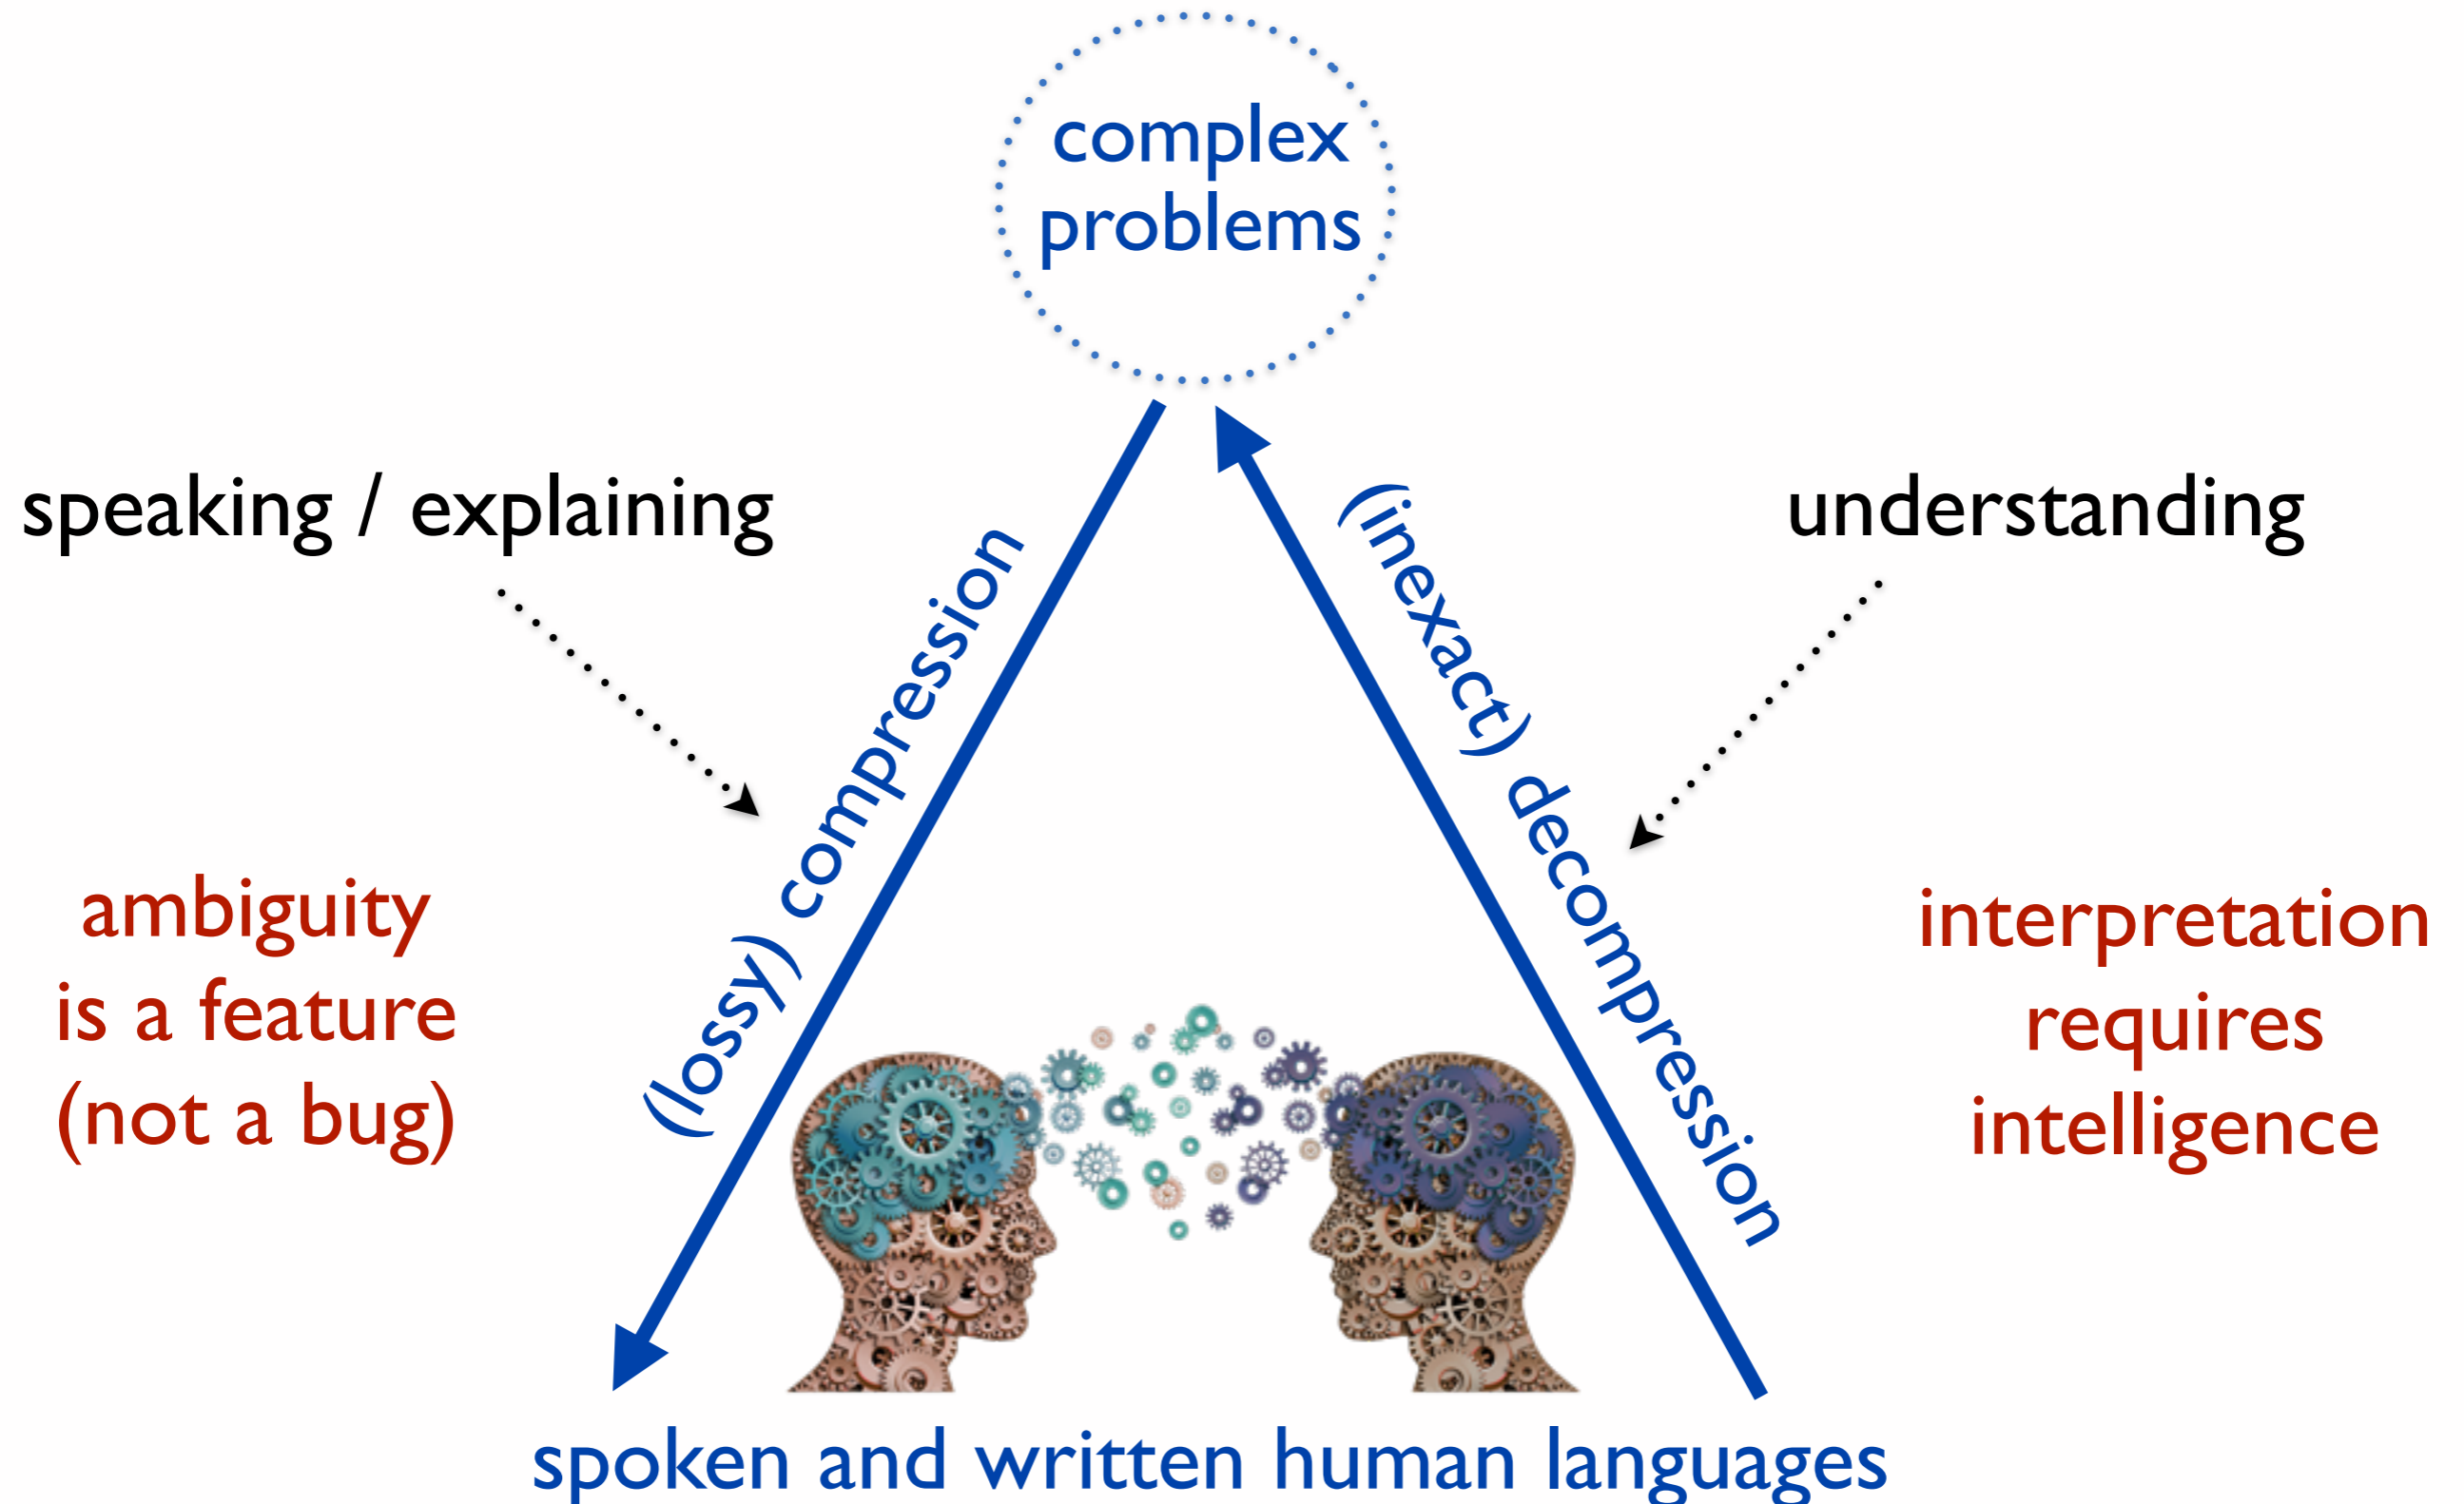 complex
problems
speaking / explaining
understanding
(lossy) compression
(inexact) decompression
ambiguity
is a feature
(not a bug)
interpretation
requires
intelligence
spoken and written human languages